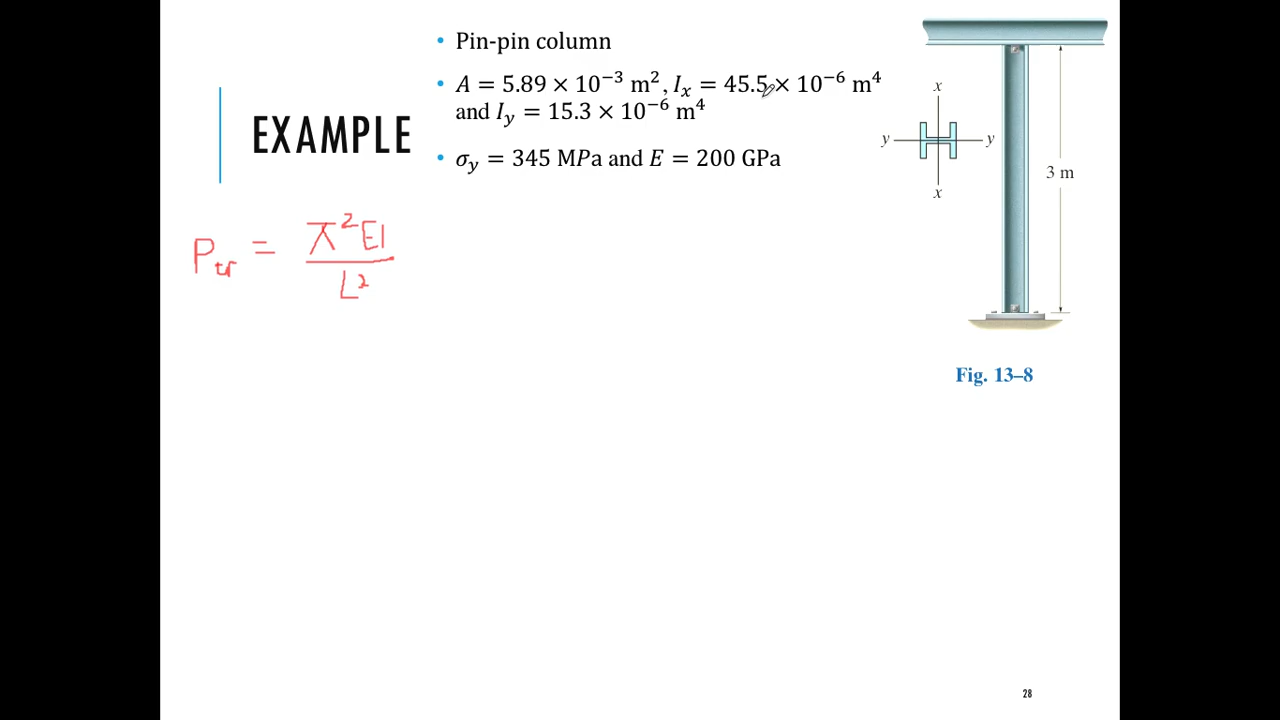 EXAMPLE
• Pin-pin column
• A = 5.89 × 10⁻³ m², Iₓ = 45.5 × 10⁻⁶ m⁴
and I_y = 15.3 × 10⁻⁶ m⁴
• σ_y = 345 MPa and E = 200 GPa
P_cr = π²EI / L²
x
y
y
x
3 m
Fig. 13–8
28